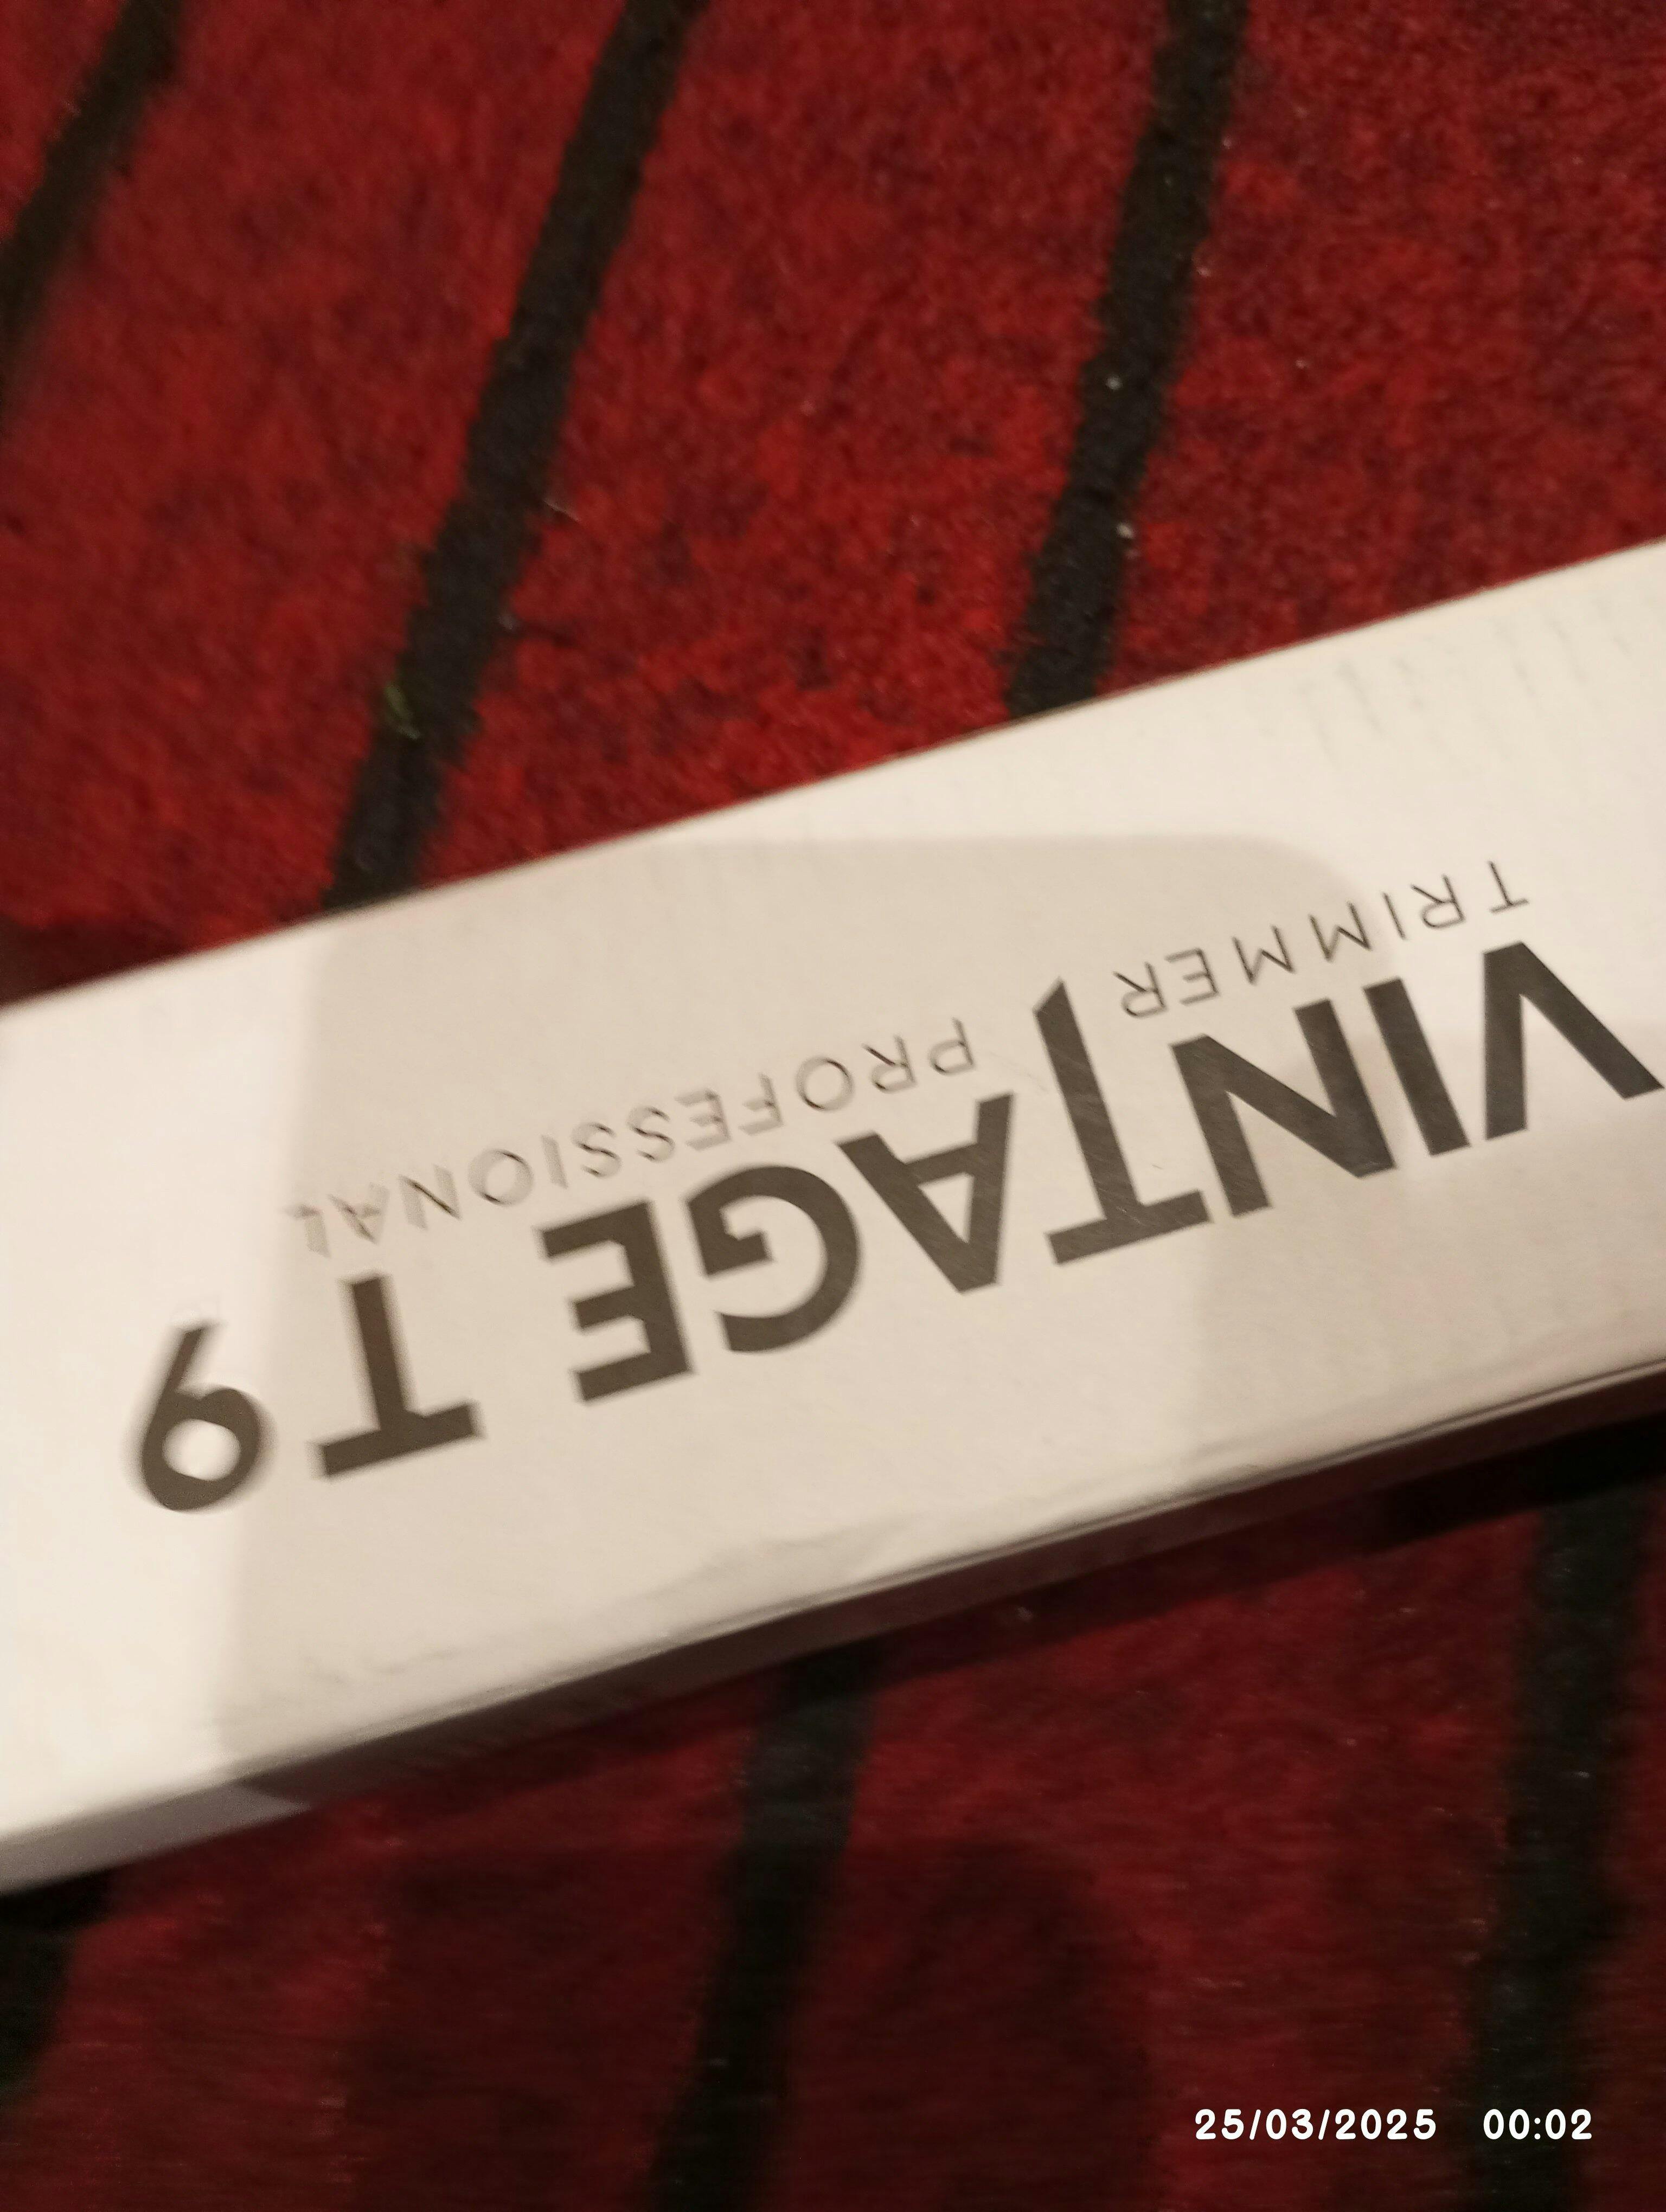 VINTAGE T9
TRIMMER PROFESSIONAL
25/03/2025 00:02